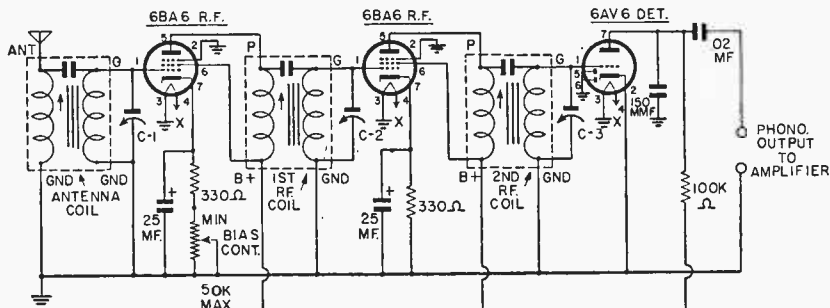 6BA6 R.F.
6BA6 R.F.
6AV6 DET.
ANT.
G
1
5
2
6
7
3
4
X
C-1
P
G
1
5
2
6
7
3
4
X
C-2
P
G
7
5
6
2
3
4
X
C-3
150
MMF.
.02
MF
PHONO.
OUTPUT
TO
AMPLIFIER
GND
GND
ANTENNA
COIL
330Ω
25
MF.
MIN
BIAS
CONT.
50K
MAX
B+
GND
1ST
R.F.
COIL
25
MF.
330Ω
B+
GND
2ND
R.F.
COIL
100K
Ω